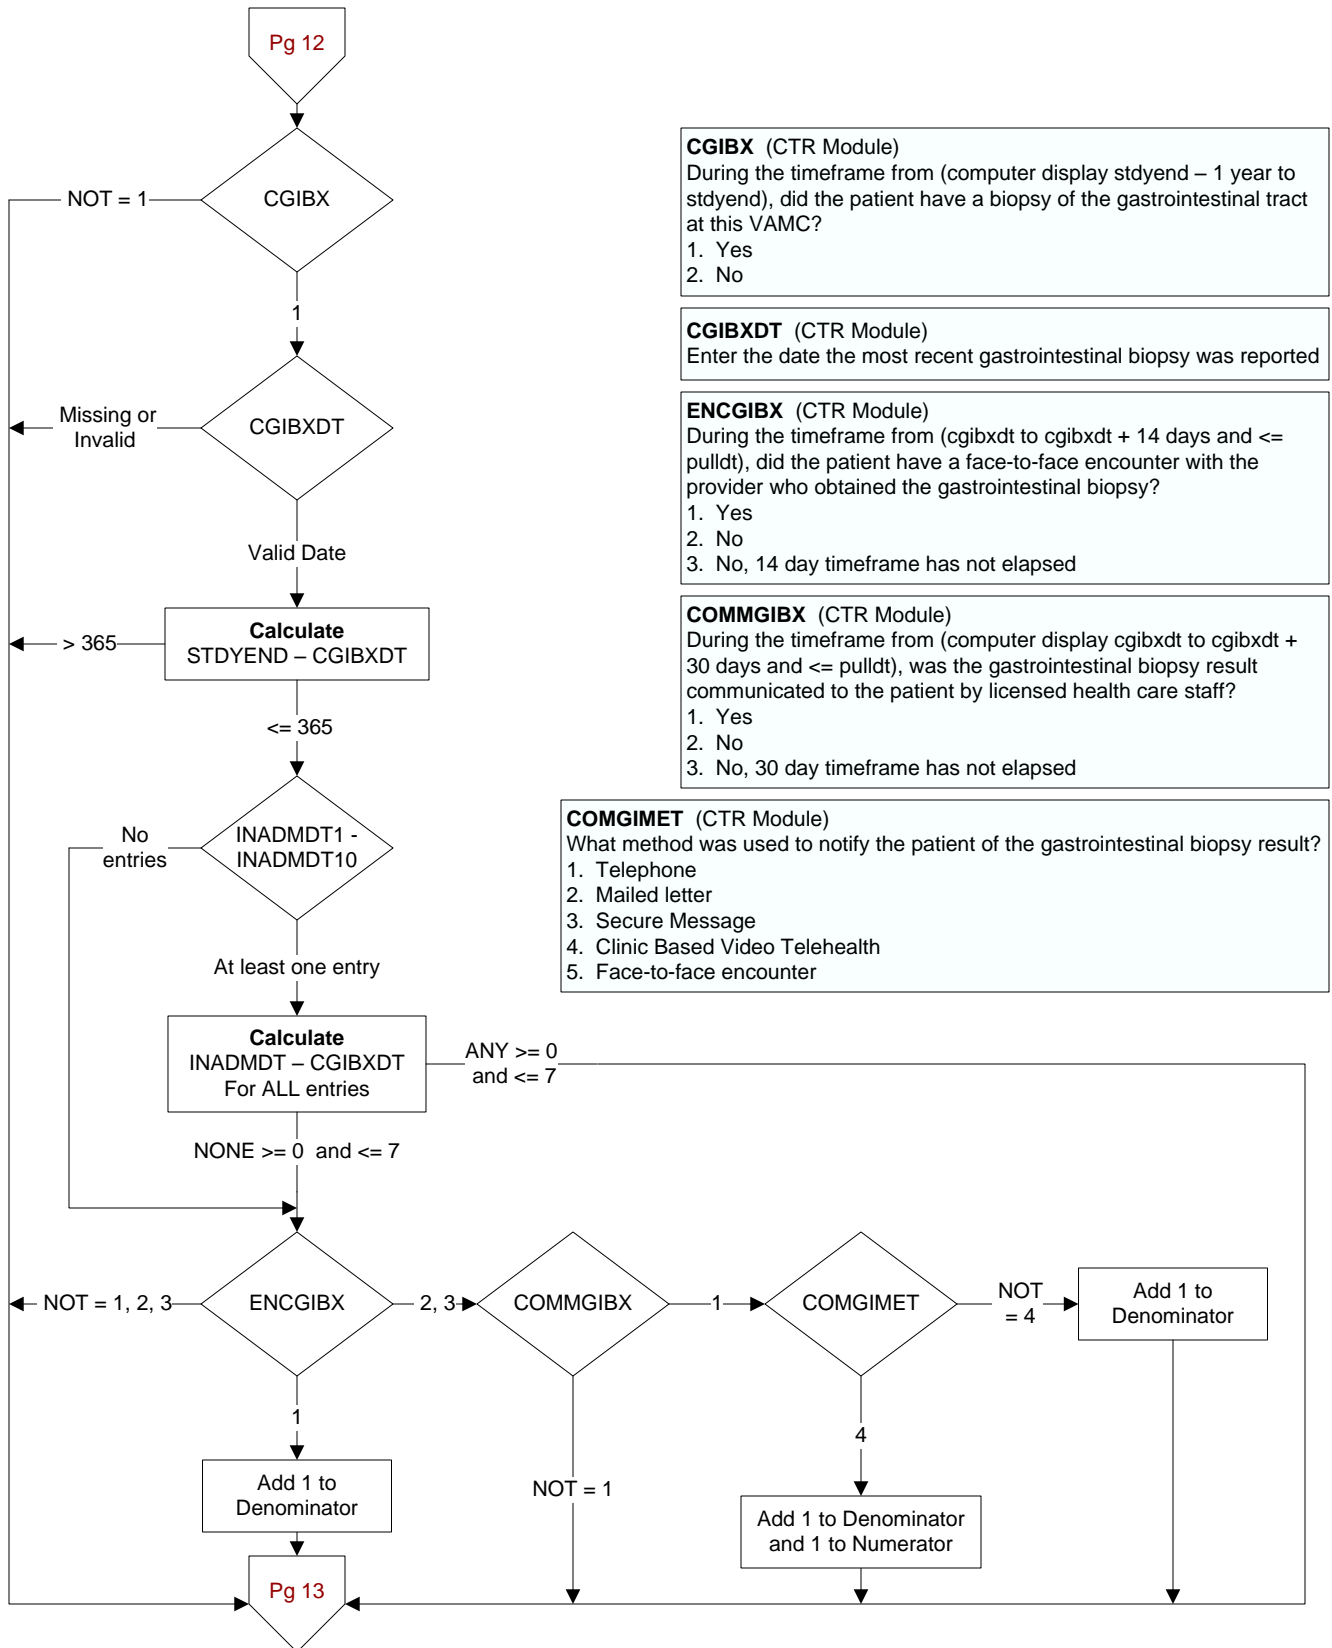 Pg 12
CGIBX
NOT = 1
1
CGIBXDT
Missing or
Invalid
Valid Date
Calculate
STDYEND – CGIBXDT
> 365
<= 365
INADMDT1 -
INADMDT10
No
entries
At least one entry
Calculate
INADMDT – CGIBXDT
For ALL entries
ANY >= 0
and <= 7
NONE >= 0 and <= 7
NOT = 1, 2, 3
ENCGIBX
2, 3
COMMGIBX
1
COMGIMET
NOT
= 4
Add 1 to
Denominator
1
Add 1 to
Denominator
NOT = 1
4
Add 1 to Denominator
and 1 to Numerator
Pg 13
CGIBX (CTR Module)
During the timeframe from (computer display stdyend – 1 year to
stdyend), did the patient have a biopsy of the gastrointestinal tract
at this VAMC?
1. Yes
2. No
CGIBXDT (CTR Module)
Enter the date the most recent gastrointestinal biopsy was reported
ENCGIBX (CTR Module)
During the timeframe from (cgibxdt to cgibxdt + 14 days and <=
pulldt), did the patient have a face-to-face encounter with the
provider who obtained the gastrointestinal biopsy?
1. Yes
2. No
3. No, 14 day timeframe has not elapsed
COMMGIBX (CTR Module)
During the timeframe from (computer display cgibxdt to cgibxdt +
30 days and <= pulldt), was the gastrointestinal biopsy result
communicated to the patient by licensed health care staff?
1. Yes
2. No
3. No, 30 day timeframe has not elapsed
COMGIMET (CTR Module)
What method was used to notify the patient of the gastrointestinal biopsy result?
1. Telephone
2. Mailed letter
3. Secure Message
4. Clinic Based Video Telehealth
5. Face-to-face encounter